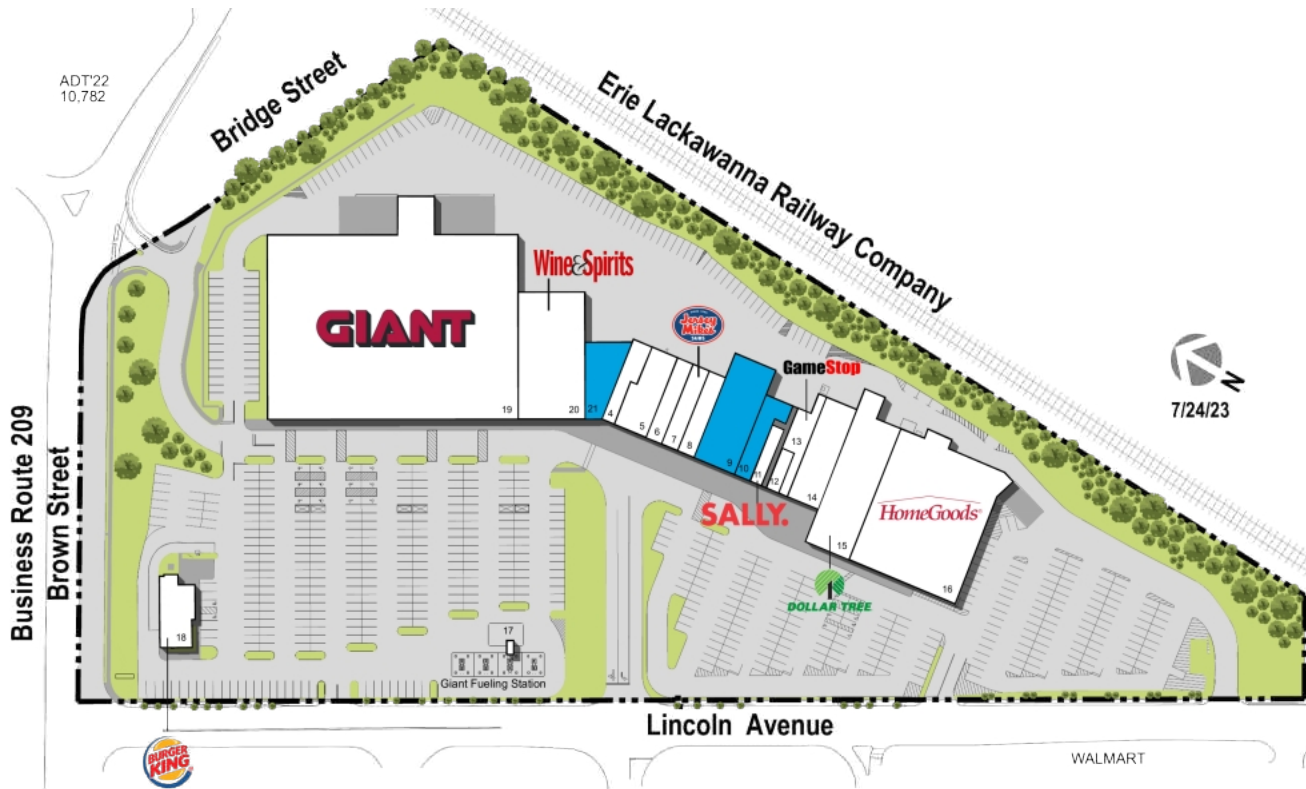 ADT'22
10,782
Bridge Street
Erie Lackawanna Railway Company
Wine&Spirits
GIANT
Jersey
Mike's
SUBS
GameStop
N
7/24/23
19
20
21
4
5
6
7
8
9
10
11
12
13
14
15
16
SALLY.
HomeGoods
DOLLAR TREE
Business Route 209
Brown Street
18
17
Giant Fueling Station
Lincoln Avenue
BURGER
KING
WALMART